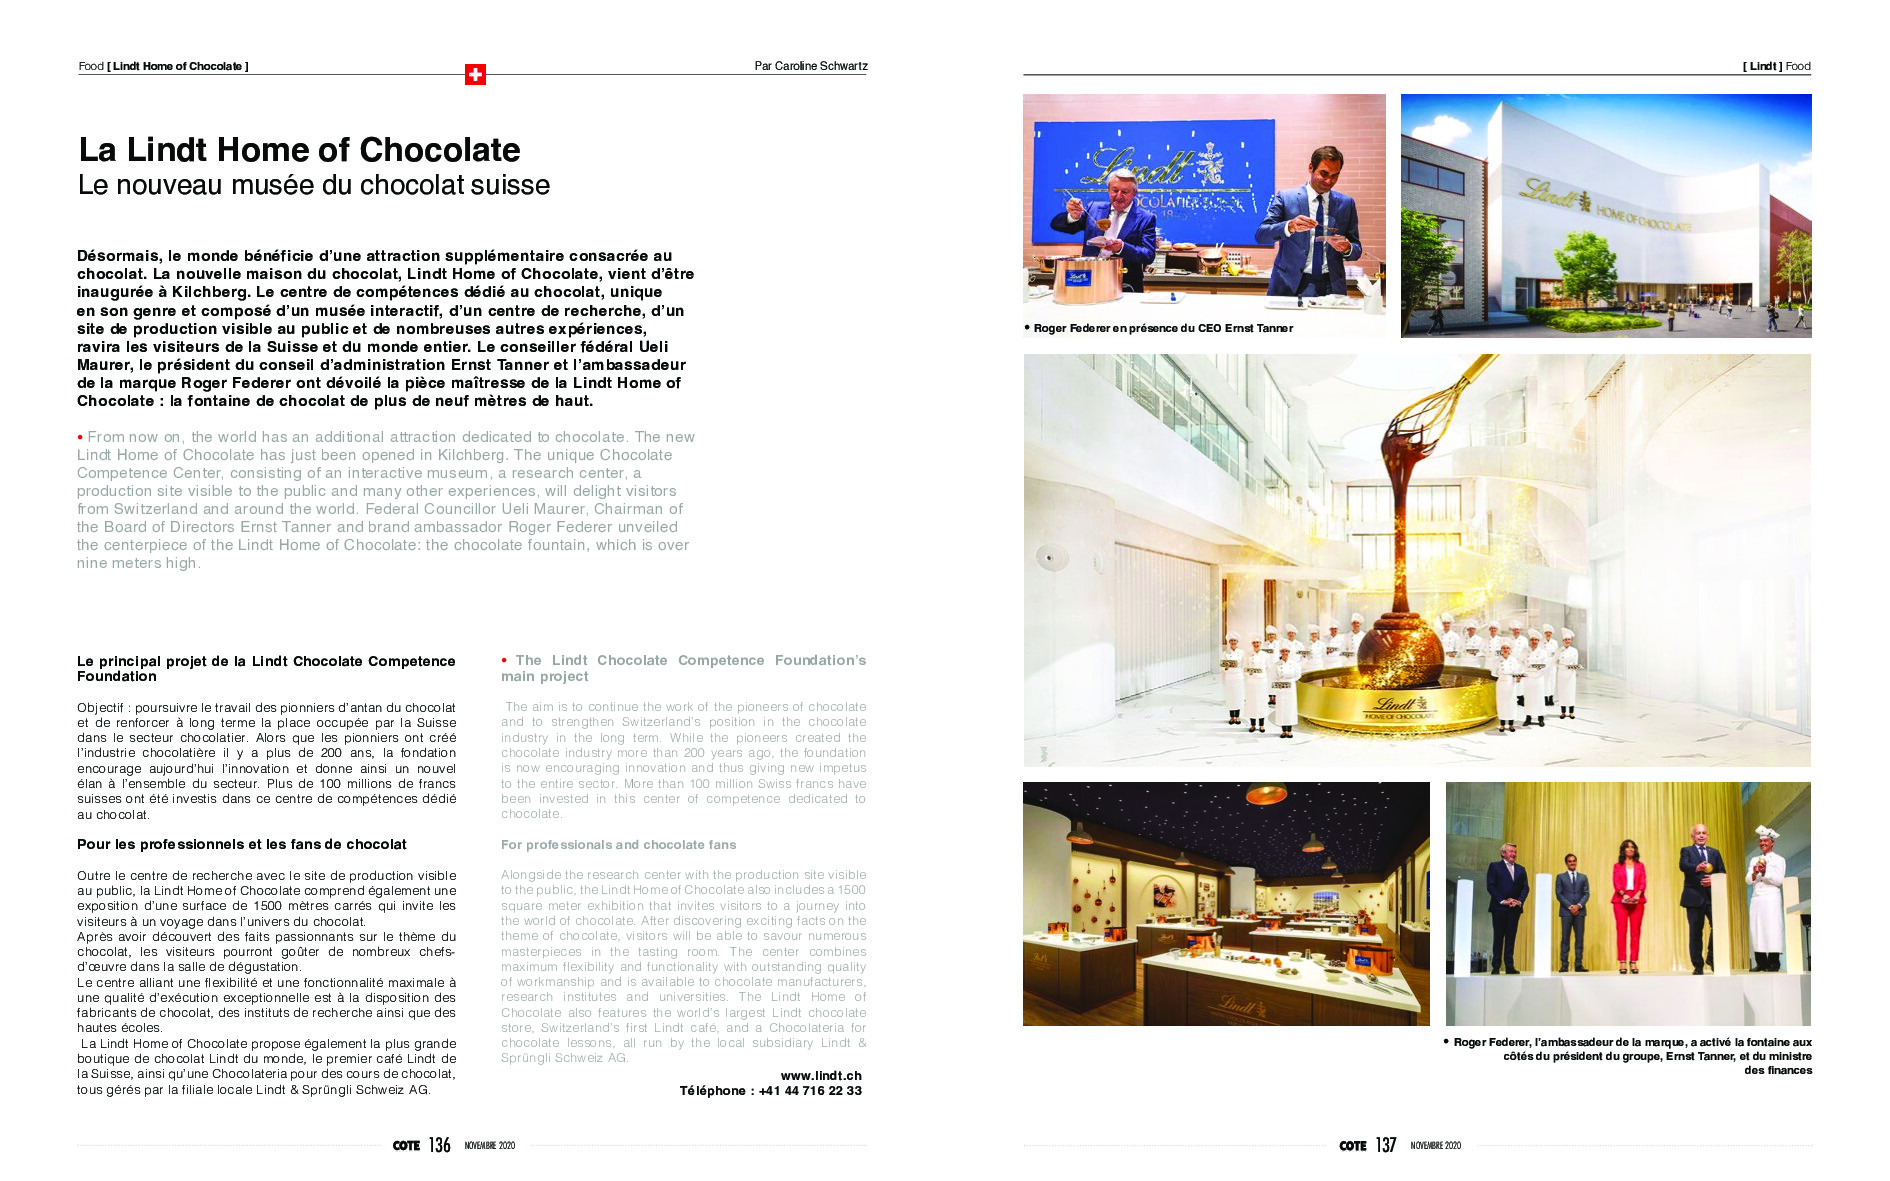 Food [ Lindt Home of Chocolate ]
Par Caroline Schwartz
La Lindt Home of Chocolate
Le nouveau musée du chocolat suisse
Désormais, le monde bénéficie d'une attraction supplémentaire consacrée au
chocolat. La nouvelle maison du chocolat, Lindt Home of Chocolate, vient d'être
inaugurée à Kilchberg. Le centre de compétences dédié au chocolat, unique
en son genre et composé d'un musée interactif, d'un centre de recherche, d'un
site de production visible au public et de nombreuses autres expériences,
ravira les visiteurs de la Suisse et du monde entier. Le conseiller fédéral Ueli
Maurer, le président du conseil d'administration Ernst Tanner et l'ambassadeur
de la marque Roger Federer ont dévoilé la pièce maîtresse de la Lindt Home of
Chocolate : la fontaine de chocolat de plus de neuf mètres de haut.
• From now on, the world has an additional attraction dedicated to chocolate. The new
Lindt Home of Chocolate has just been opened in Kilchberg. The unique Chocolate
Competence Center, consisting of an interactive museum, a research center, a
production site visible to the public and many other experiences, will delight visitors
from Switzerland and around the world. Federal Councillor Ueli Maurer, Chairman of
the Board of Directors Ernst Tanner and brand ambassador Roger Federer unveiled
the centerpiece of the Lindt Home of Chocolate: the chocolate fountain, which is over
nine meters high.
Le principal projet de la Lindt Chocolate Competence
Foundation
Objectif : poursuivre le travail des pionniers d'antan du chocolat
et de renforcer à long terme la place occupée par la Suisse
dans le secteur chocolatier. Alors que les pionniers ont créé
l'industrie chocolatière il y a plus de 200 ans, la fondation
encourage aujourd'hui l'innovation et donne ainsi un nouvel
élan à l'ensemble du secteur. Plus de 100 millions de francs
suisses ont été investis dans ce centre de compétences dédié
au chocolat.
Pour les professionnels et les fans de chocolat
Outre le centre de recherche avec le site de production visible
au public, la Lindt Home of Chocolate comprend également une
exposition d'une surface de 1500 mètres carrés qui invite les
visiteurs à un voyage dans l'univers du chocolat.
Après avoir découvert des faits passionnants sur le thème du
chocolat, les visiteurs pourront goûter de nombreux chefs-
d'œuvre dans la salle de dégustation.
Le centre alliant une flexibilité et une fonctionnalité maximale à
une qualité d'exécution exceptionnelle est à la disposition des
fabricants de chocolat, des instituts de recherche ainsi que des
hautes écoles.
La Lindt Home of Chocolate propose également la plus grande
boutique de chocolat Lindt du monde, le premier café Lindt de
la Suisse, ainsi qu'une Chocolateria pour des cours de chocolat,
tous gérés par la filiale locale Lindt & Sprüngli Schweiz AG.
• The Lindt Chocolate Competence Foundation's
main project
The aim is to continue the work of the pioneers of chocolate
and to strengthen Switzerland's position in the chocolate
industry in the long term. While the pioneers created the
chocolate industry more than 200 years ago, the foundation
is now encouraging innovation and thus giving new impetus
to the entire sector. More than 100 million Swiss francs have
been invested in this center of competence dedicated to
chocolate.
For professionals and chocolate fans
Alongside the research center with the production site visible
to the public, the Lindt Home of Chocolate also includes a 1500
square meter exhibition that invites visitors to a journey into
the world of chocolate. After discovering exciting facts on the
theme of chocolate, visitors will be able to savour numerous
masterpieces in the tasting room. The center combines
maximum flexibility and functionality with outstanding quality
of workmanship and is available to chocolate manufacturers,
research institutes and universities. The Lindt Home of
Chocolate also features the world's largest Lindt chocolate
store, Switzerland's first Lindt café, and a Chocolateria for
chocolate lessons, all run by the local subsidiary Lindt &
Sprüngli Schweiz AG.
www.lindt.ch
Téléphone : +41 44 716 22 33
COTE 136 NOVEMBRE 2020
[ Lindt ] Food
Lindt
Lindt
• Roger Federer en présence du CEO Ernst Tanner
Lindt HOME OF CHOCOLATE
Lindt
HOME OF CHOCOLATE
Lindt
Lindt
• Roger Federer, l'ambassadeur de la marque, a activé la fontaine aux
côtés du président du groupe, Ernst Tanner, et du ministre
des finances
COTE 137 NOVEMBRE 2020